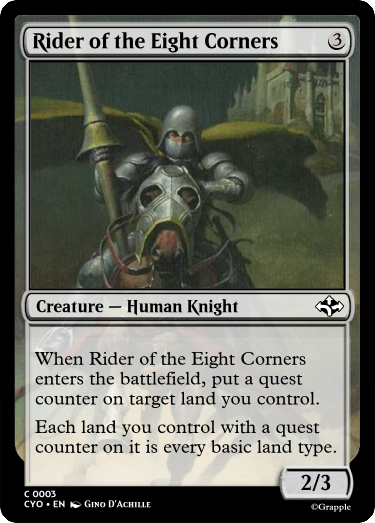 Rider of the Eight Corners 3
Creature — Human Knight
When Rider of the Eight Corners
enters the battlefield, put a quest
counter on target land you control.
Each land you control with a quest
counter on it is every basic land type.
2/3
C 0003
CYO • EN Gino D'Achille
©Grapple